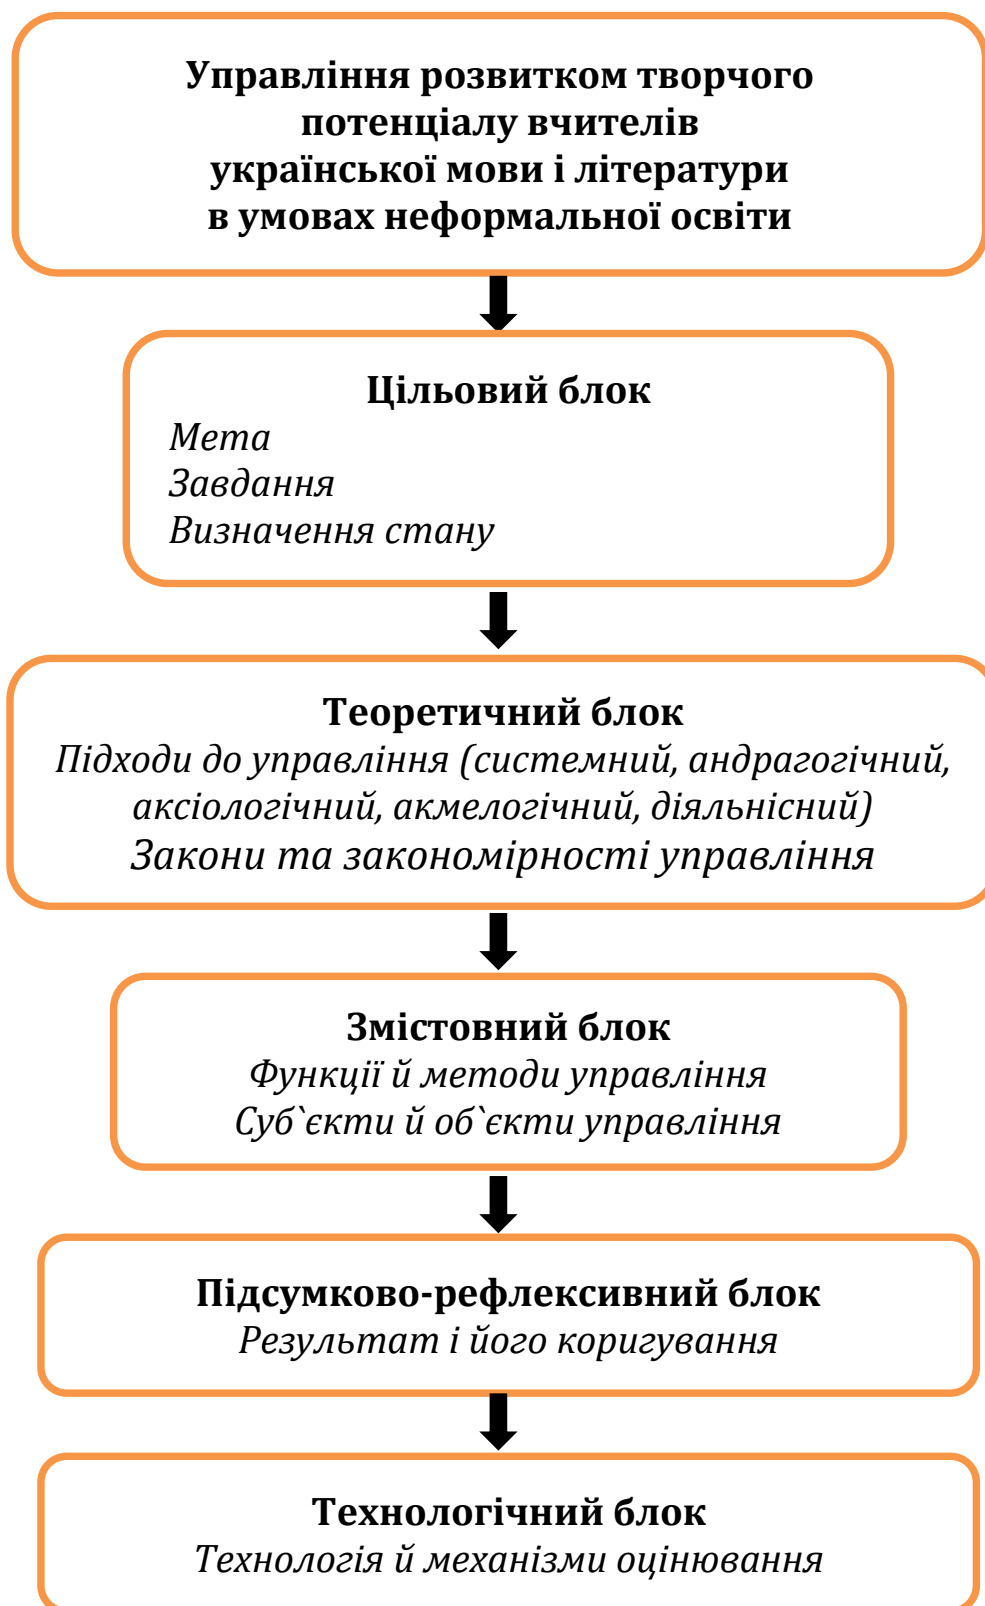 Управління розвитком творчого
потенціалу вчителів
української мови і літератури
в умовах неформальної освіти
Цільовий блок
Мета
Завдання
Визначення стану
Теоретичний блок
Підходи до управління (системний, андрагогічний,
аксіологічний, акмелогічний, діяльнісний)
Закони та закономірності управління
Змістовний блок
Функції й методи управління
Суб`єкти й об`єкти управління
Підсумково-рефлексивний блок
Результат і його коригування
Технологічний блок
Технологія й механізми оцінювання